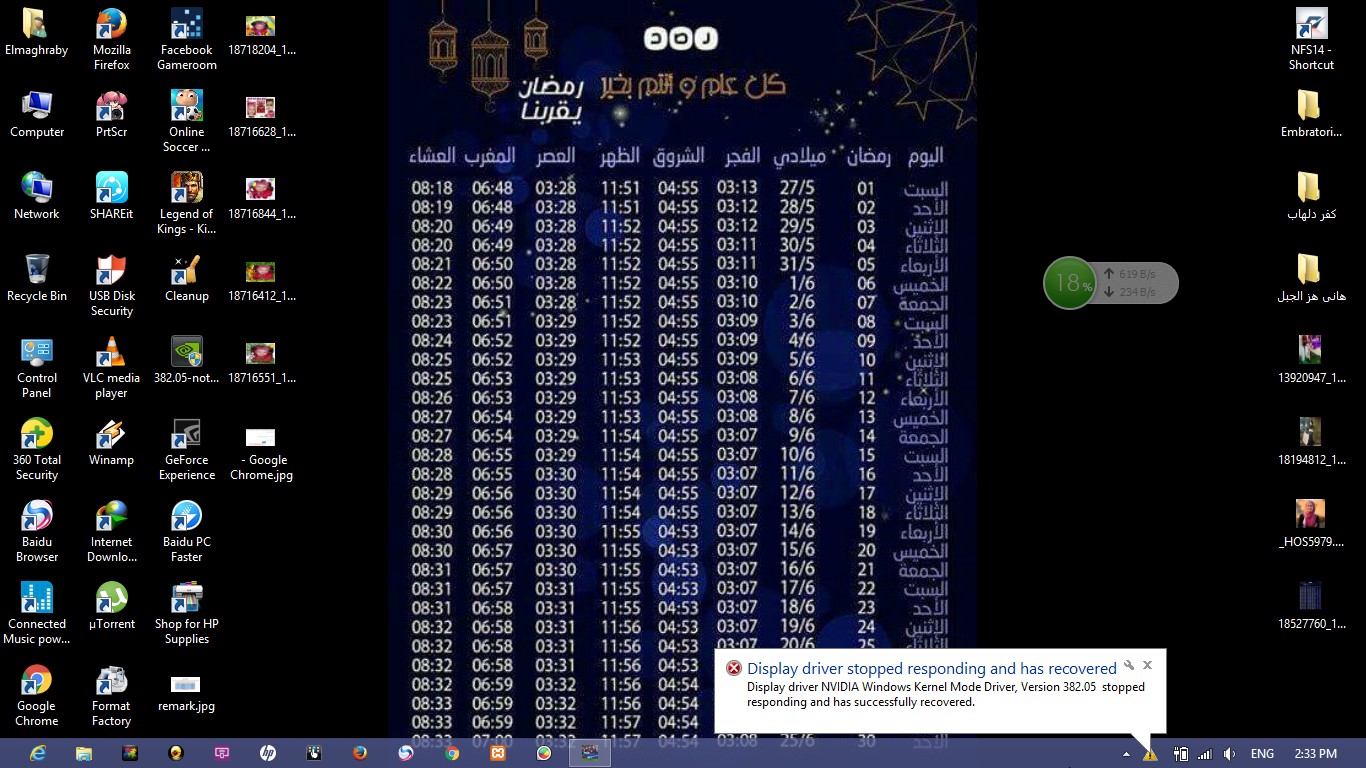 Elmaghraby
Mozilla Firefox
Facebook Gameroom
18718204_1...
Computer
PrtScr
Online Soccer ...
18716628_1...
Network
SHAREit
Legend of Kings - Ki...
18716844_1...
Recycle Bin
USB Disk Security
Cleanup
18716412_1...
Control Panel
VLC media player
382.05-not...
18716551_1...
360 Total Security
Winamp
GeForce Experience
- Google Chrome.jpg
Baidu Browser
Internet Downlo...
Baidu PC Faster
Connected Music pow...
µTorrent
Shop for HP Supplies
Google Chrome
Format Factory
remark.jpg
رصد
كل عام و انتم بخير
رمضان
يقربنا
اليوم رمضان ميلادي الفجر الشروق الظهر العصر المغرب العشاء
السبت 01 27/5 03:13 04:55 11:51 03:28 06:48 08:18
الأحد 02 28/5 03:12 04:55 11:51 03:28 06:48 08:19
الإثنين 03 29/5 03:12 04:55 11:52 03:28 06:49 08:20
الثلاثاء 04 30/5 03:11 04:55 11:52 03:28 06:49 08:20
الأربعاء 05 31/5 03:11 04:55 11:52 03:28 06:50 08:21
الخميس 06 1/6 03:10 04:55 11:52 03:28 06:50 08:22
الجمعة 07 2/6 03:10 04:55 11:52 03:28 06:51 08:23
السبت 08 3/6 03:09 04:55 11:52 03:29 06:51 08:23
الأحد 09 4/6 03:09 04:55 11:52 03:29 06:52 08:24
الإثنين 10 5/6 03:09 04:55 11:53 03:29 06:52 08:25
الثلاثاء 11 6/6 03:08 04:55 11:53 03:29 06:53 08:25
الأربعاء 12 7/6 03:08 04:55 11:53 03:29 06:53 08:26
الخميس 13 8/6 03:08 04:55 11:53 03:29 06:54 08:27
الجمعة 14 9/6 03:07 04:55 11:54 03:29 06:54 08:27
السبت 15 10/6 03:07 04:55 11:54 03:29 06:55 08:28
الأحد 16 11/6 03:07 04:55 11:54 03:30 06:55 08:28
الإثنين 17 12/6 03:07 04:55 11:54 03:30 06:56 08:29
الثلاثاء 18 13/6 03:07 04:55 11:54 03:30 06:56 08:29
الأربعاء 19 14/6 03:07 04:53 11:55 03:30 06:56 08:30
الخميس 20 15/6 03:07 04:53 11:55 03:30 06:57 08:30
الجمعة 21 16/6 03:07 04:53 11:55 03:30 06:57 08:31
السبت 22 17/6 03:07 04:53 11:55 03:31 06:57 08:31
الأحد 23 18/6 03:07 04:53 11:55 03:31 06:58 08:31
الإثنين 24 19/6 03:07 04:53 11:56 03:31 06:58 08:32
25 20/6 03:07 04:53 11:56 03:31 06:58 08:32
04:53 11:56 03:31 06:58 08:32
04:54 11:56 03:32 06:59 08:32
04:54 11:56 03:32 06:59 08:33
04:54 11:57 03:32 06:59 08:33
الأحد 30 25/6 03:08 04:54 11:57 03:32 07:00 08:33
18%
619 B/s
234 B/s
NFS14 - Shortcut
Embratori...
كفر دلهاب
هانى هز الجبل
13920947_1...
18194812_1...
_HOS5979....
18527760_1...
Display driver stopped responding and has recovered
Display driver NVIDIA Windows Kernel Mode Driver, Version 382.05 stopped
responding and has successfully recovered.
ENG 2:33 PM